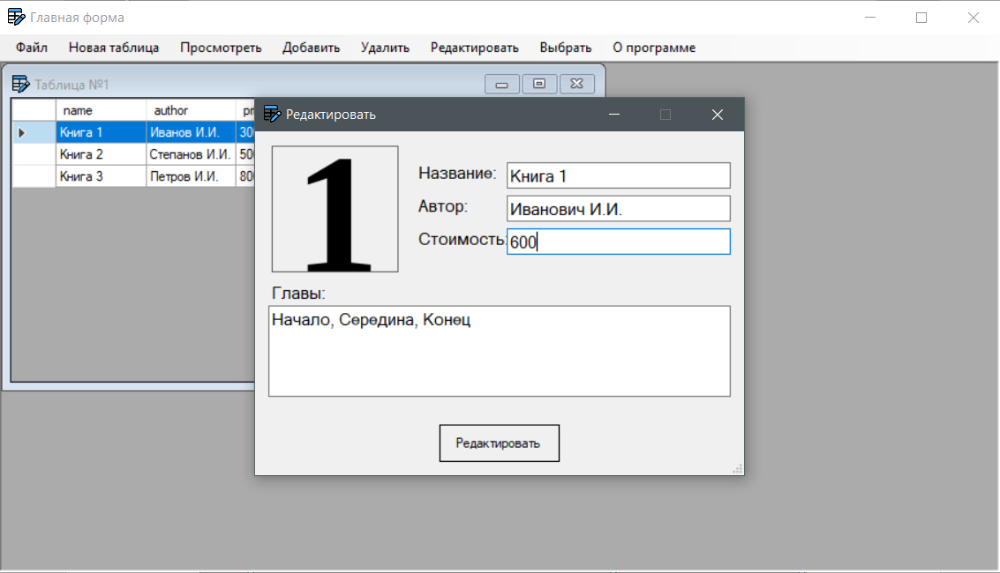 Главная форма
Файл Новая таблица Просмотреть Добавить Удалить Редактировать Выбрать О программе
Таблица №1
name author pr
Книга 1 Иванов И.И. 30
Книга 2 Степанов И.И. 500
Книга 3 Петров И.И. 800
Редактировать
1
Название: Книга 1
Автор: Иванович И.И.
Стоимость: 600
Главы:
Начало, Середина, Конец
Редактировать